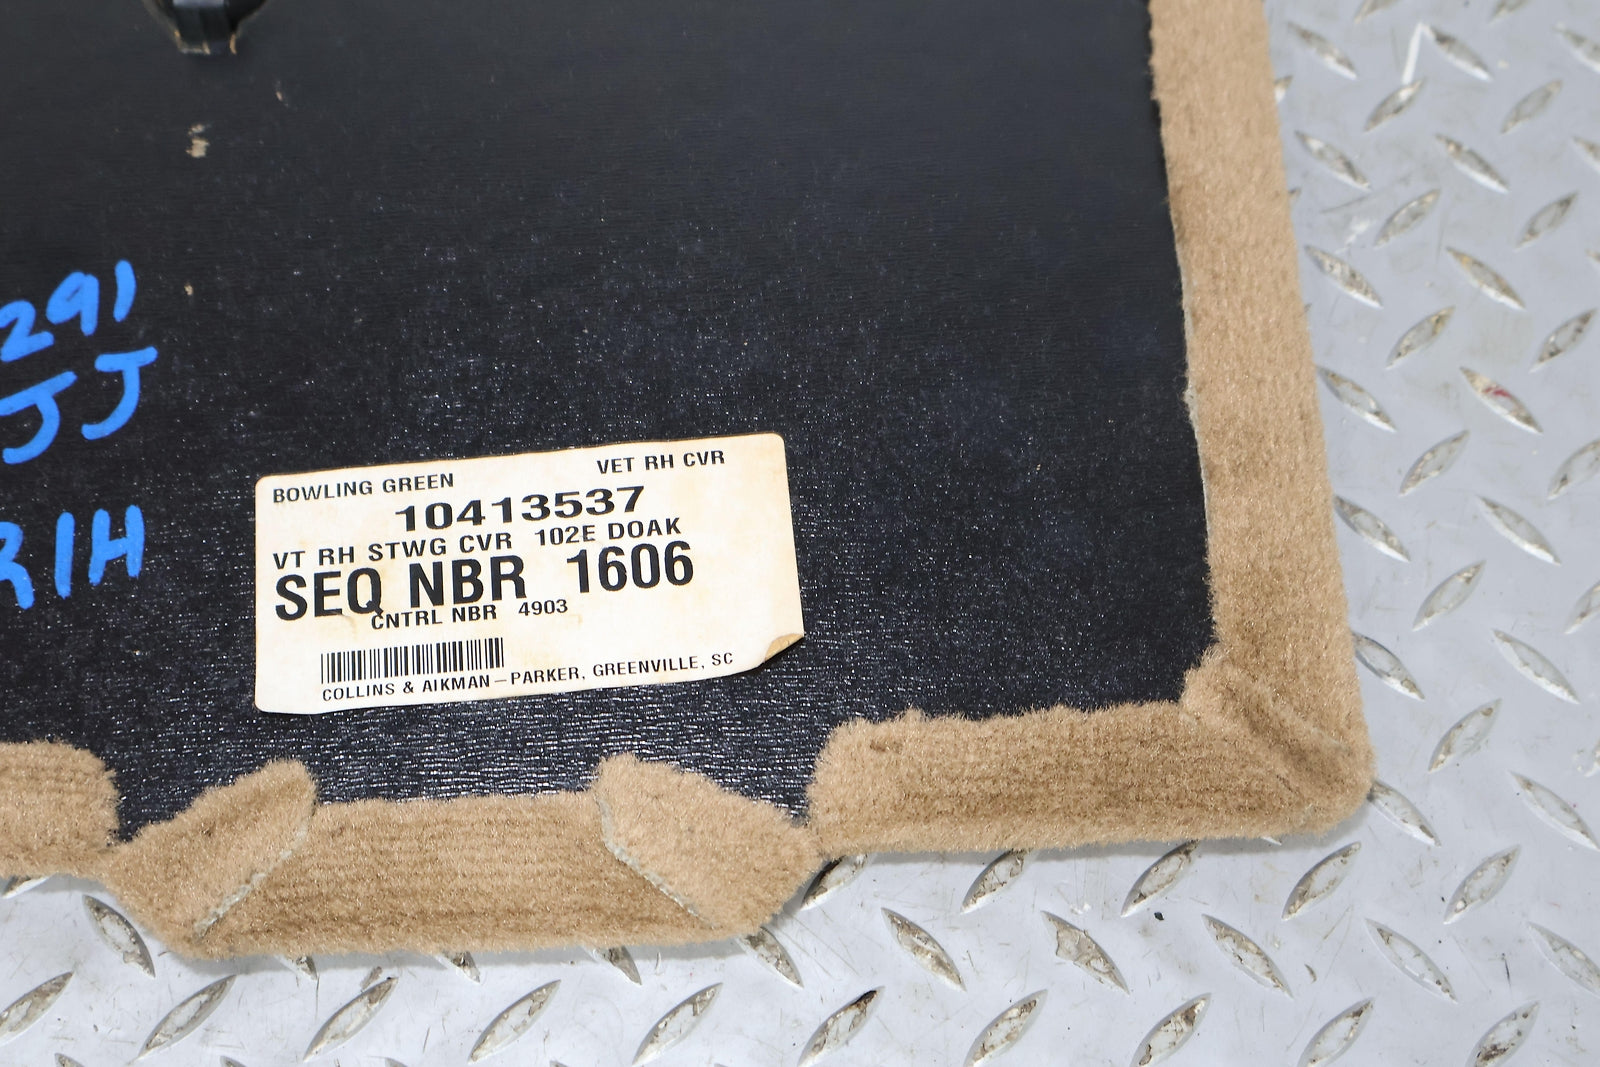 291
JJ
R1H
BOWLING GREEN VET RH CVR
10413537
VT RH STWG CVR 102E DOAK
SEQ NBR 1606
CNTRL NBR 4903
COLLINS & AIKMAN – PARKER, GREENVILLE, SC